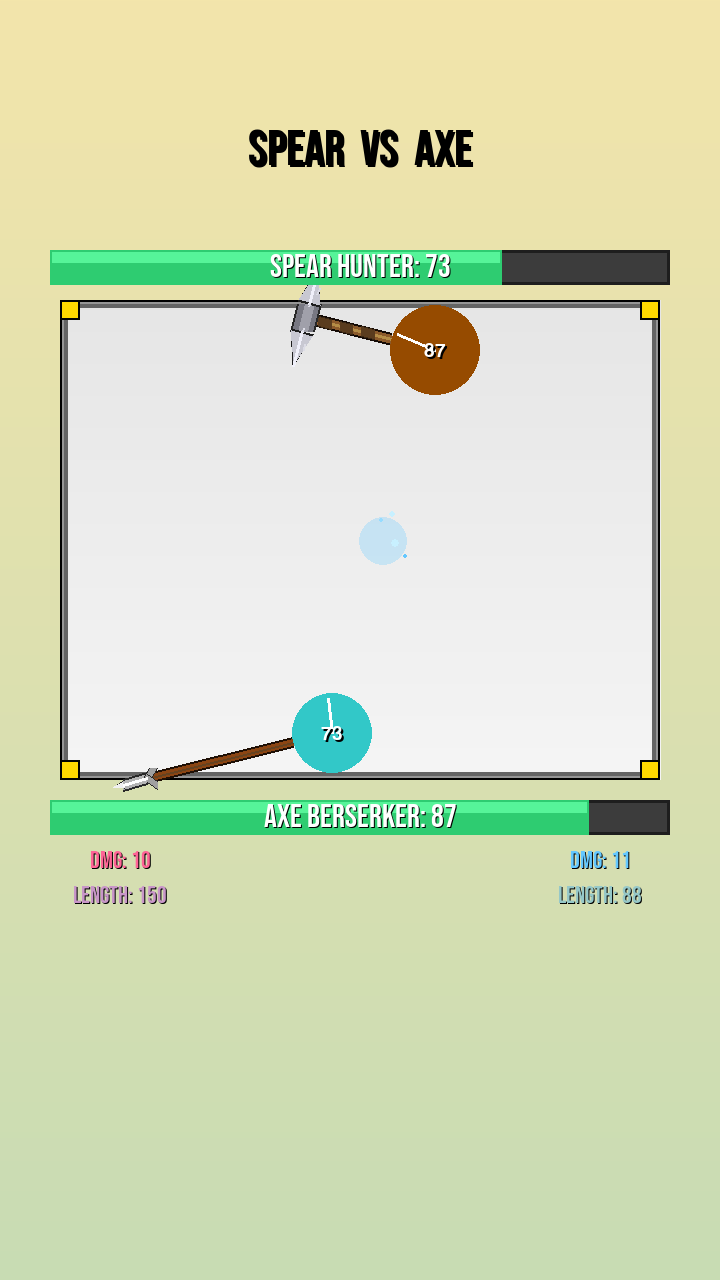 SPEAR VS AXE
SPEAR HUNTER: 73
87
73
AXE BERSERKER: 87
DMG: 10
DMG: 11
LENGTH: 150
LENGTH: 88